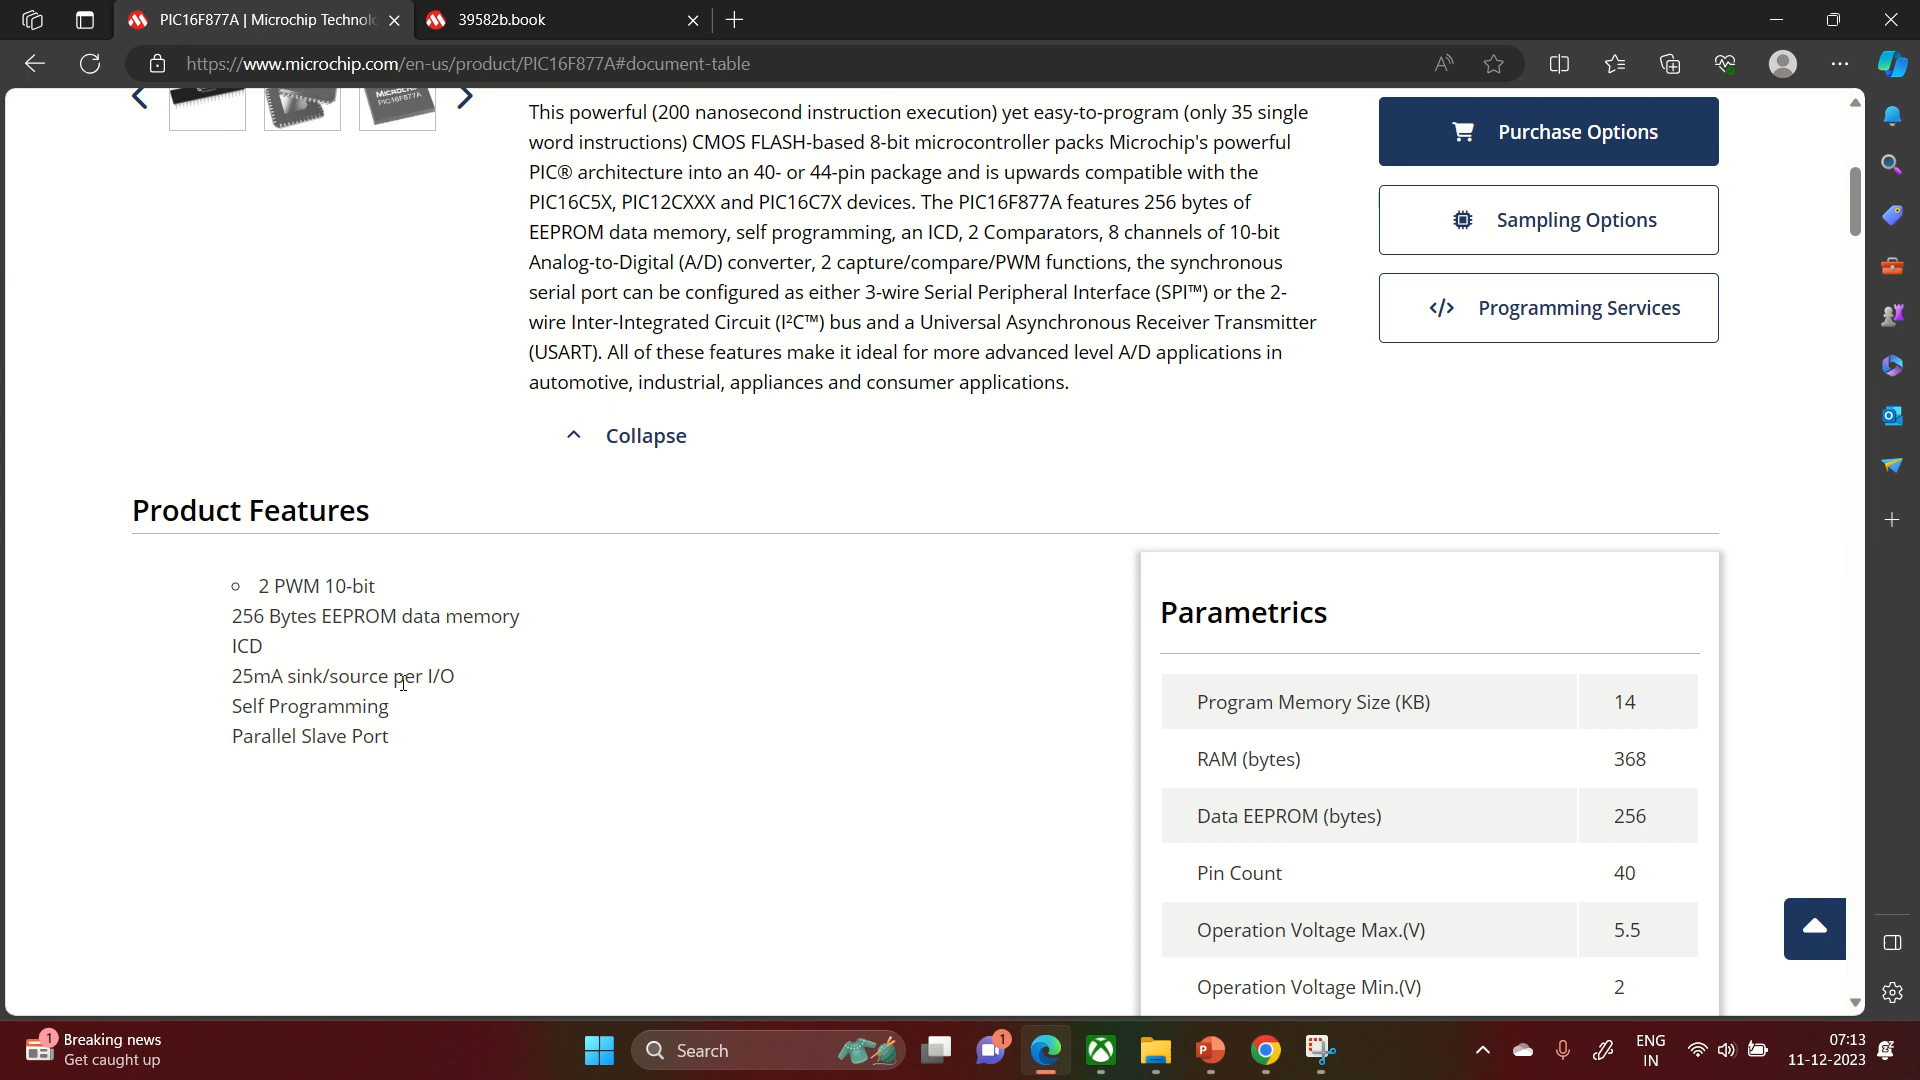 PIC16F877A | Microchip Technolo
39582b.book
https://www.microchip.com/en-us/product/PIC16F877A#document-table
PIC16F877A
This powerful (200 nanosecond instruction execution) yet easy-to-program (only 35 single
word instructions) CMOS FLASH-based 8-bit microcontroller packs Microchip's powerful
PIC® architecture into an 40- or 44-pin package and is upwards compatible with the
PIC16C5X, PIC12CXXX and PIC16C7X devices. The PIC16F877A features 256 bytes of
EEPROM data memory, self programming, an ICD, 2 Comparators, 8 channels of 10-bit
Analog-to-Digital (A/D) converter, 2 capture/compare/PWM functions, the synchronous
serial port can be configured as either 3-wire Serial Peripheral Interface (SPI™) or the 2-
wire Inter-Integrated Circuit (I²C™) bus and a Universal Asynchronous Receiver Transmitter
(USART). All of these features make it ideal for more advanced level A/D applications in
automotive, industrial, appliances and consumer applications.
Purchase Options
Sampling Options
</> Programming Services
Collapse
Product Features
2 PWM 10-bit
256 Bytes EEPROM data memory
ICD
25mA sink/source per I/O
Self Programming
Parallel Slave Port
Parametrics
Program Memory Size (KB) 14
RAM (bytes) 368
Data EEPROM (bytes) 256
Pin Count 40
Operation Voltage Max.(V) 5.5
Operation Voltage Min.(V) 2
1 Breaking news
Get caught up
Search
1
ENG
IN
07:13
11-12-2023